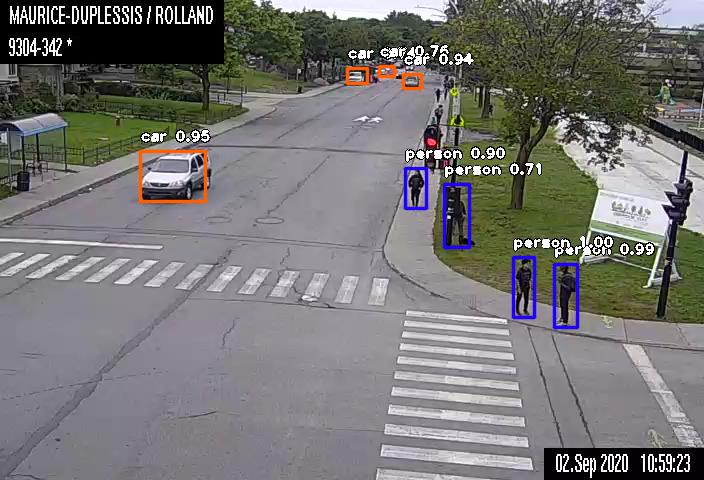 MAURICE-DUPLESSIS / ROLLAND
9304-342 *
car 0.76
car 0.94
car 0.95
person 0.90
person 0.71
person 1.00
person 0.99
02.Sep 2020 10:59:23